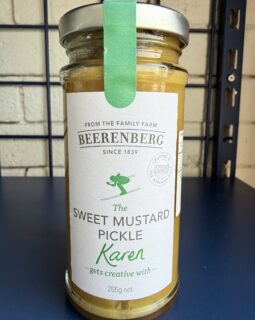 FROM THE FAMILY FARM
BEERENBERG
SINCE 1839
The
SWEET MUSTARD
PICKLE
Karen
gets creative with
265g net